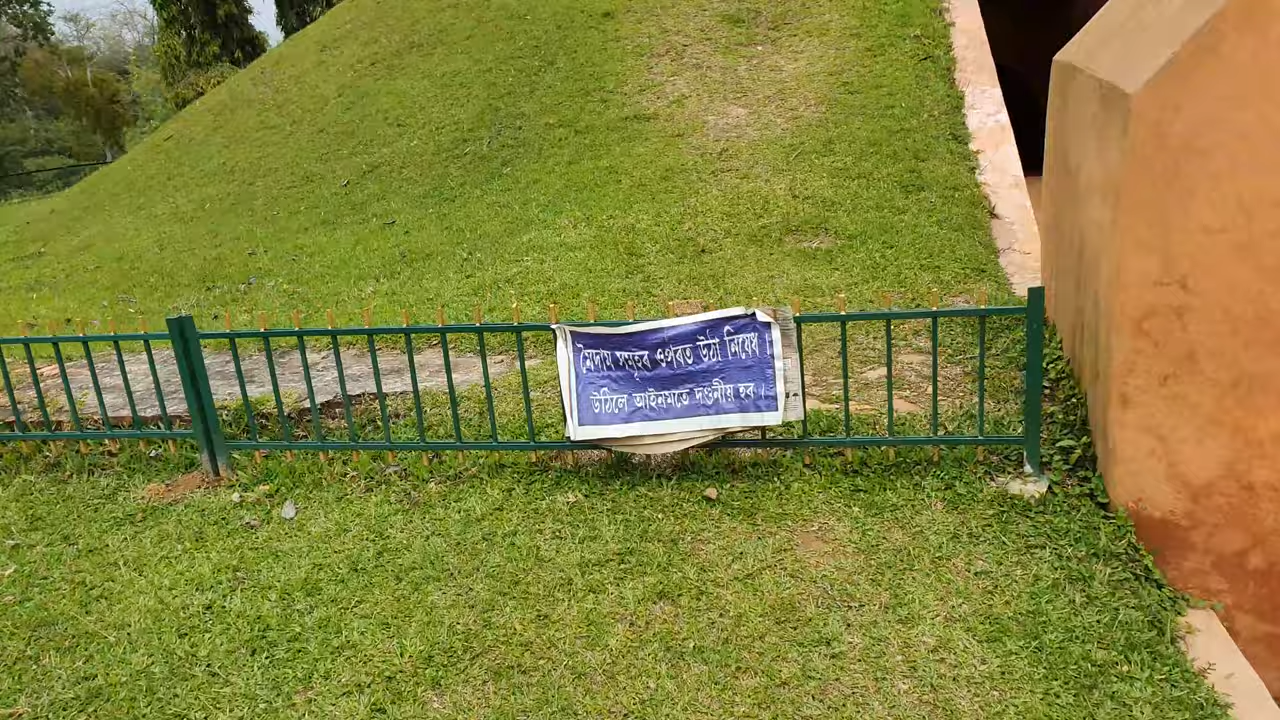 মৈদাম সমূহৰ ওপৰত উঠা নিষেধ ।
উঠিলে আইনমতে দণ্ডনীয় হব ।